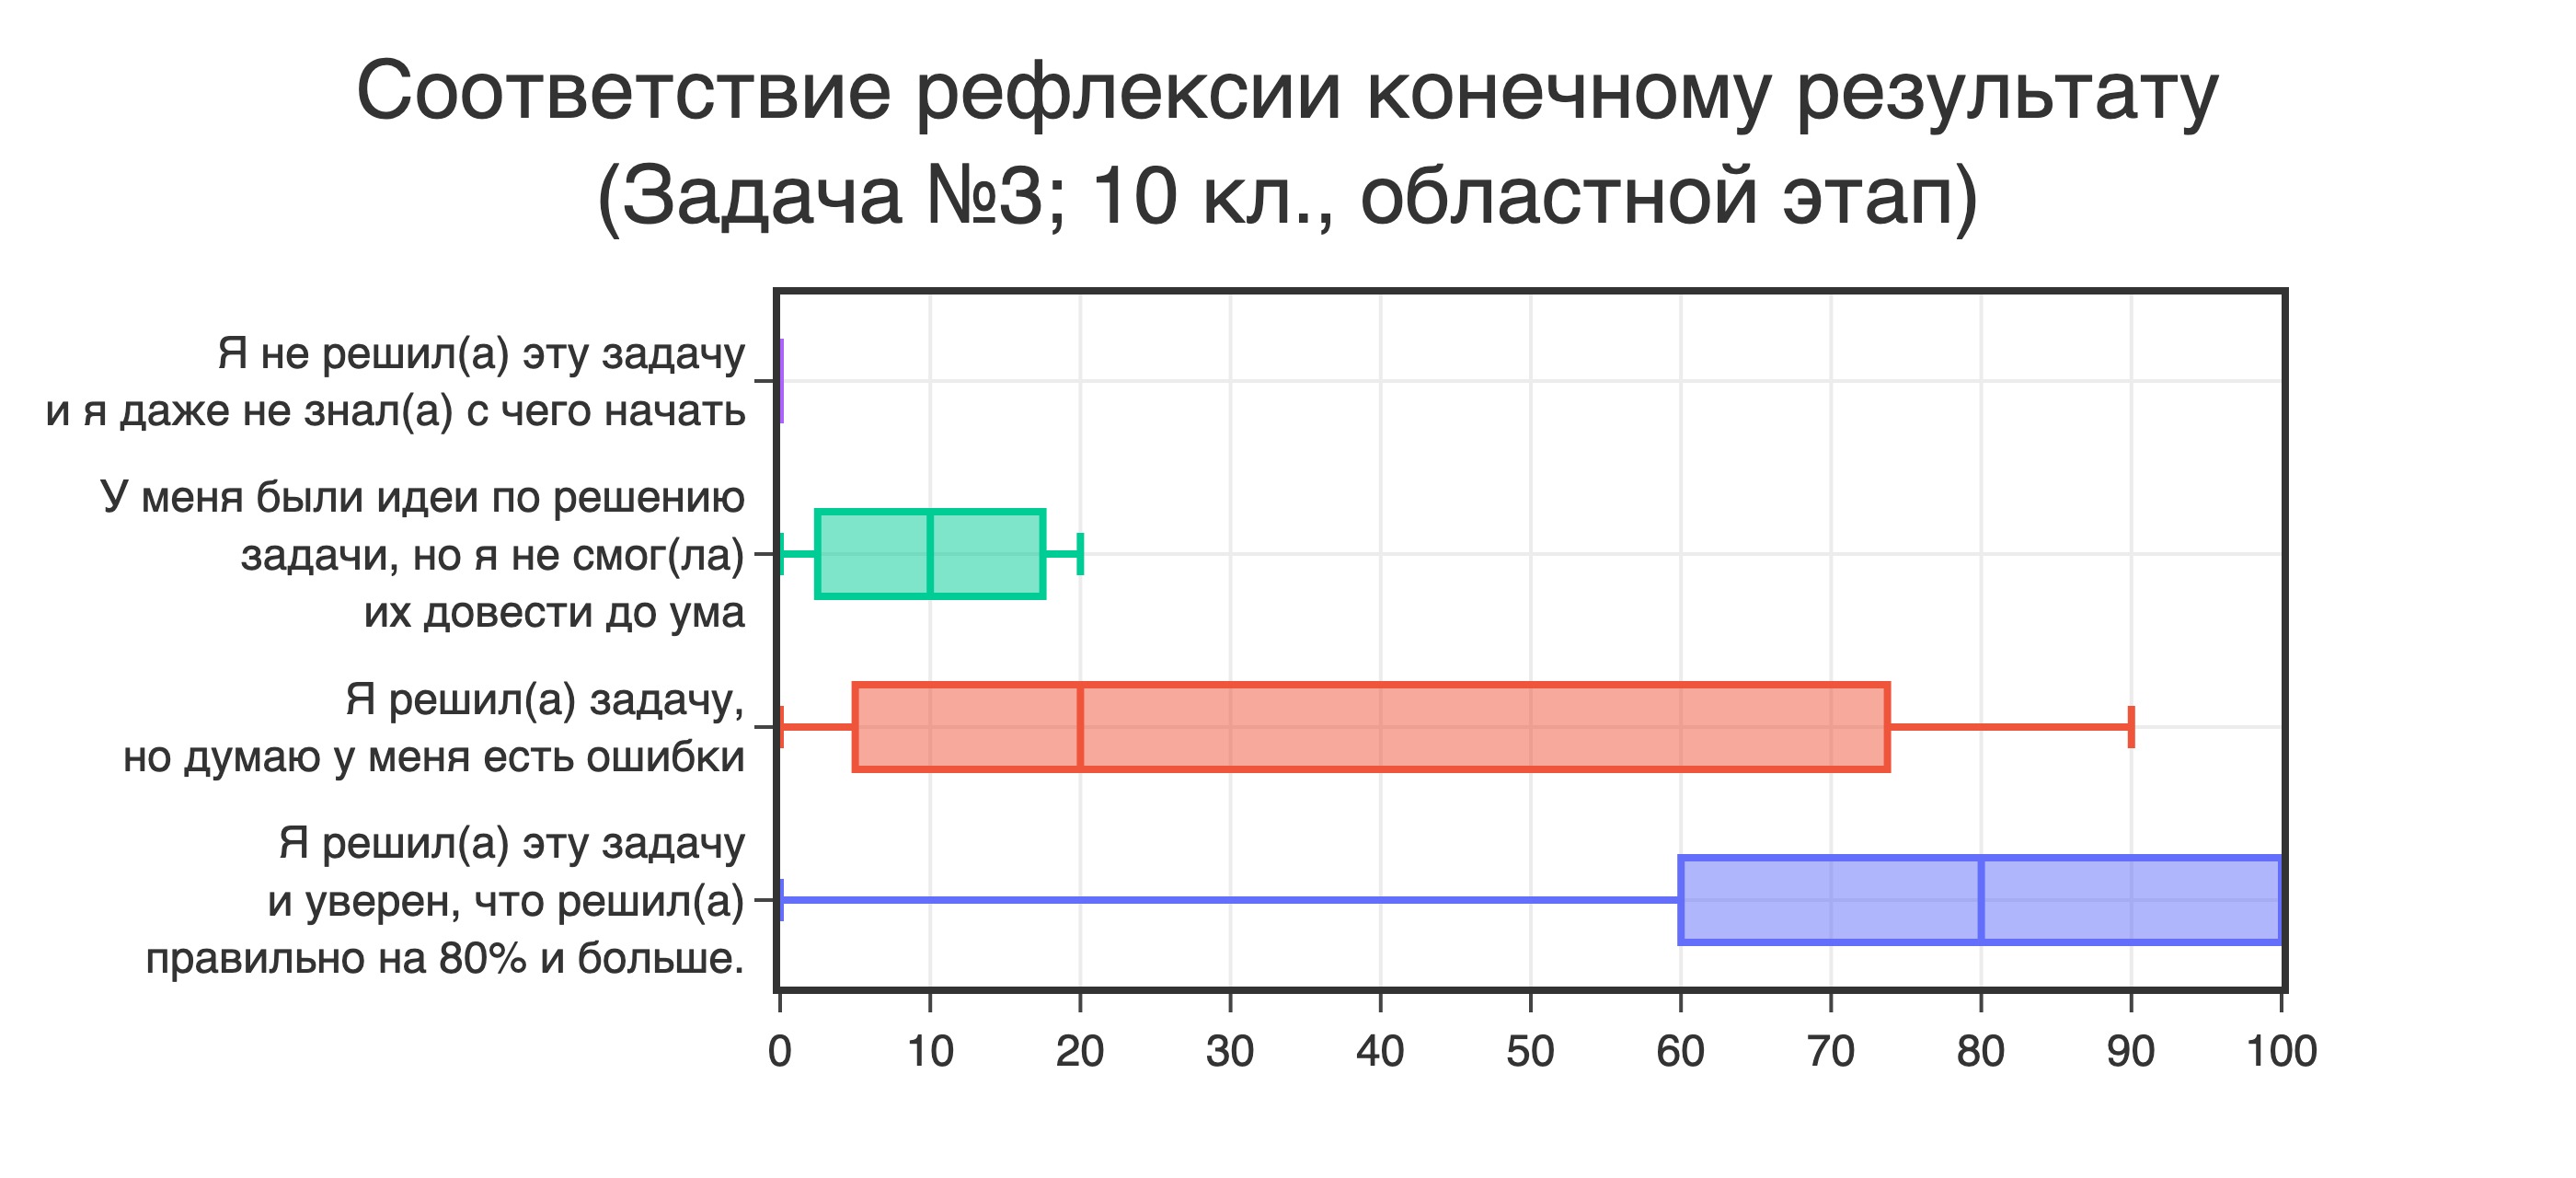 Соответствие рефлексии конечному результату
(Задача №3; 10 кл., областной этап)
Я не решил(а) эту задачу
и я даже не знал(а) с чего начать
У меня были идеи по решению
задачи, но я не смог(ла)
их довести до ума
Я решил(а) задачу,
но думаю у меня есть ошибки
Я решил(а) эту задачу
и уверен, что решил(а)
правильно на 80% и больше.
0 10 20 30 40 50 60 70 80 90 100